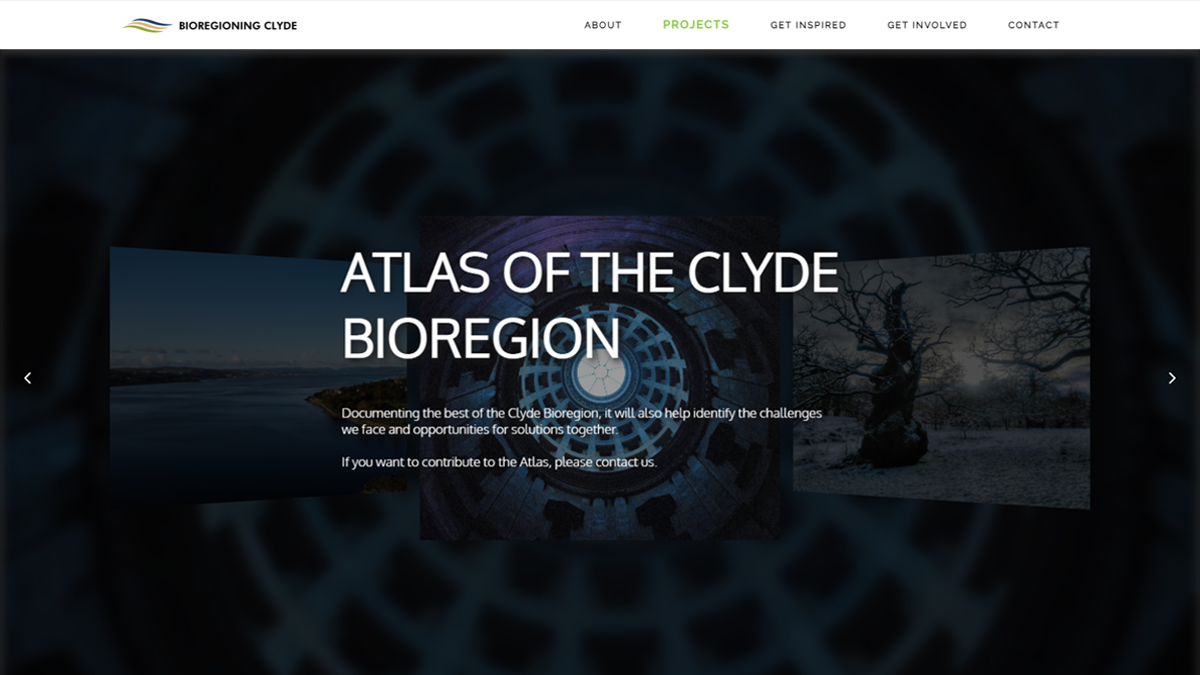 BIOREGIONING CLYDE
ABOUT
PROJECTS
GET INSPIRED
GET INVOLVED
CONTACT
ATLAS OF THE CLYDE
BIOREGION
Documenting the best of the Clyde Bioregion, it will also help identify the challenges
we face and opportunities for solutions together.
If you want to contribute to the Atlas, please contact us.